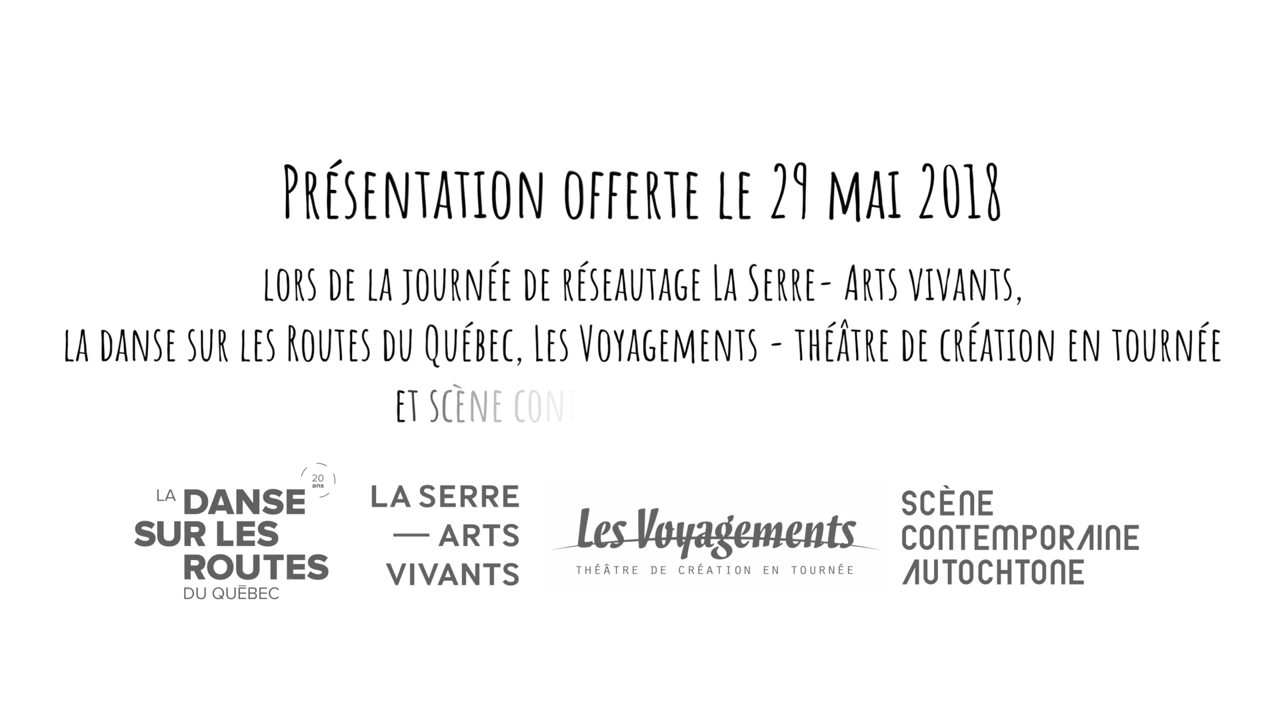 Présentation offerte le 29 mai 2018
lors de la journée de réseautage La Serre- Arts vivants,
la danse sur les Routes du Québec, Les Voyagements - théâtre de création en tournée
et scène cont
20
ans
LA DANSE
SUR LES
ROUTES
DU QUÉBEC
LA SERRE
— ARTS
VIVANTS
Les Voyagements
THÉÂTRE DE CRÉATION EN TOURNÉE
SCÈNE
CONTEMPORAINE
AUTOCHTONE